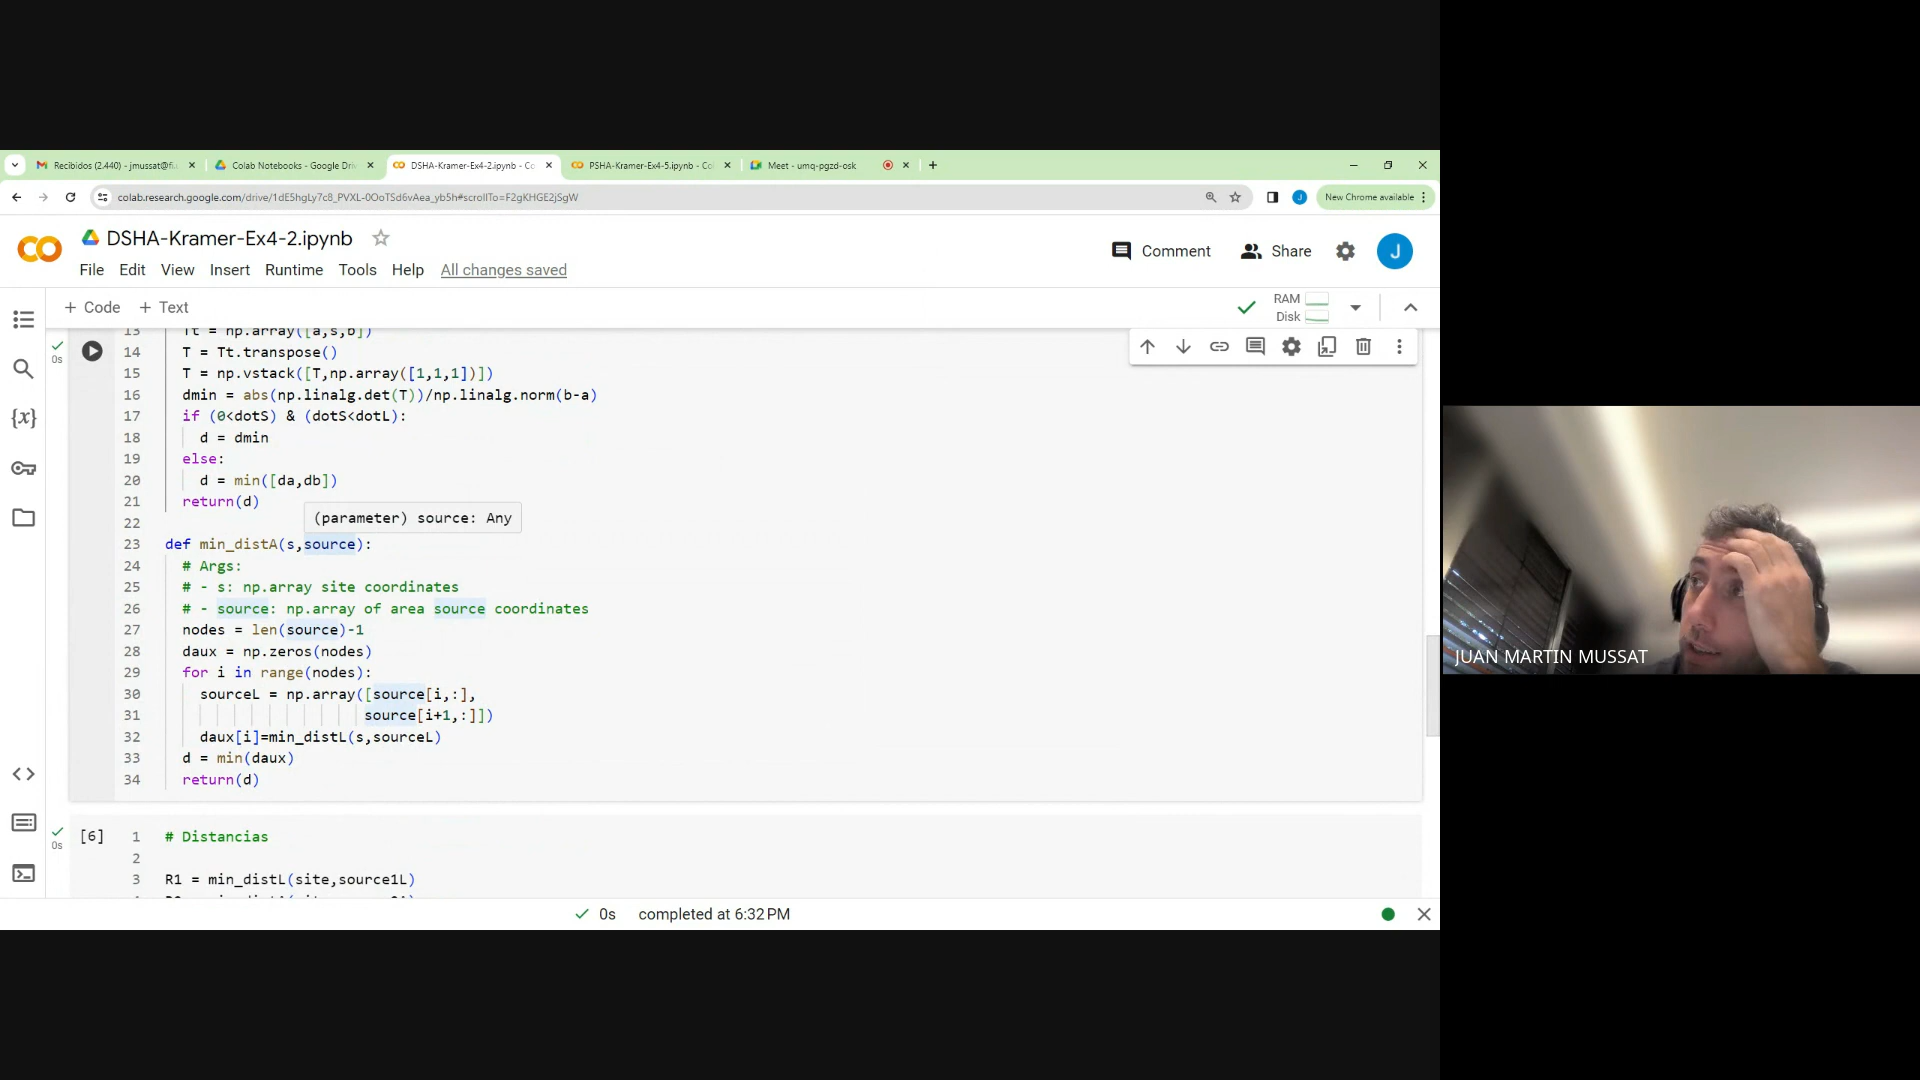 Recibidos (2.440) - jmussat@fi.
Colab Notebooks - Google Dri
DSHA-Kramer-Ex4-2.ipynb - Co
PSHA-Kramer-Ex4-5.ipynb - Co
Meet - umq-pgzd-osk
colab.research.google.com/drive/1dE5hgLy7c8_PVXL-0OoTSd6vAea_yb5h#scrollTo=F2gKHGE2jSgW
New Chrome available
DSHA-Kramer-Ex4-2.ipynb
Comment
Share
J
File Edit View Insert Runtime Tools Help All changes saved
+ Code + Text
RAM
Disk
0s
13 Tt = np.array([a,s,b])
14 T = Tt.transpose()
15 T = np.vstack([T,np.array([1,1,1])])
16 dmin = abs(np.linalg.det(T))/np.linalg.norm(b-a)
17 if (0<dotS) & (dotS<dotL):
18 d = dmin
19 else:
20 d = min([da,db])
21 return(d)
22
(parameter) source: Any
23 def min_distA(s,source):
24 # Args:
25 # - s: np.array site coordinates
26 # - source: np.array of area source coordinates
27 nodes = len(source)-1
28 daux = np.zeros(nodes)
29 for i in range(nodes):
30 sourceL = np.array([source[i,:],
31 source[i+1,:]])
32 daux[i]=min_distL(s,sourceL)
33 d = min(daux)
34 return(d)
0s
[6]
1 # Distancias
2
3 R1 = min_distL(site,source1L)
0s completed at 6:32 PM
JUAN MARTIN MUSSAT